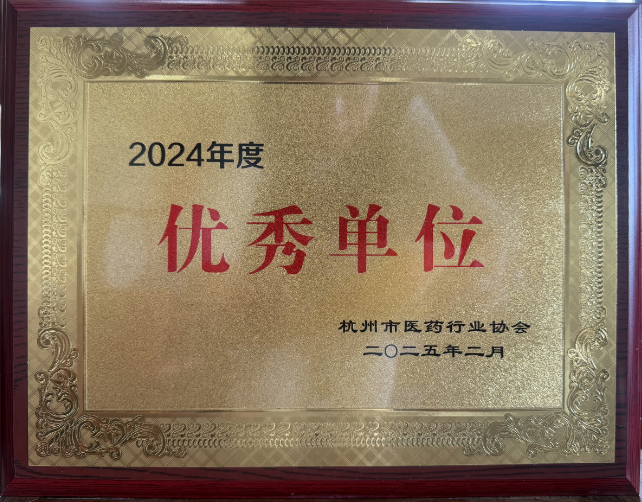 2024年度
优秀单位
杭州市医药行业协会
二〇二五年二月